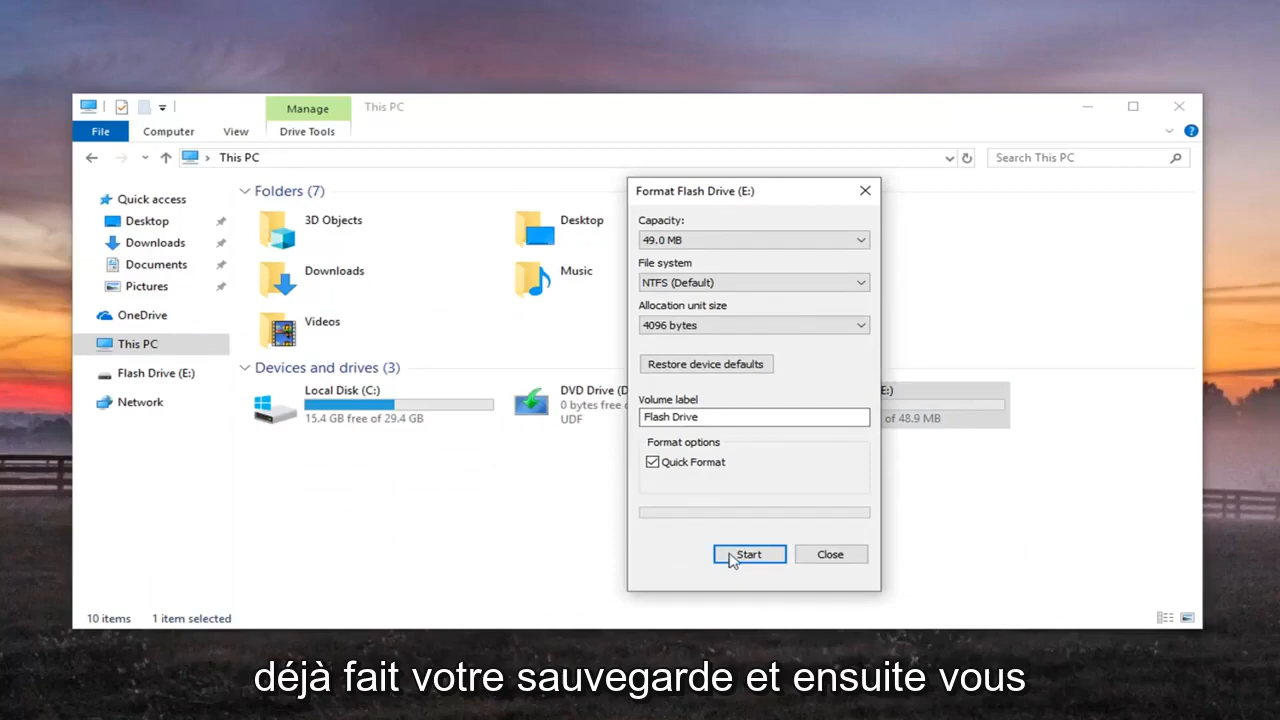 Manage
This PC
File
Computer
View
Drive Tools
This PC
Search This PC
Quick access
Desktop
Downloads
Documents
Pictures
OneDrive
This PC
Flash Drive (E:)
Network
Folders (7)
3D Objects
Desktop
Downloads
Music
Videos
Devices and drives (3)
Local Disk (C:)
15.4 GB free of 29.4 GB
DVD Drive (D
0 bytes free
UDF
E:)
of 48.9 MB
Format Flash Drive (E:)
Capacity:
49.0 MB
File system
NTFS (Default)
Allocation unit size
4096 bytes
Restore device defaults
Volume label
Flash Drive
Format options
Quick Format
Start
Close
10 items
1 item selected
déjà fait votre sauvegarde et ensuite vous